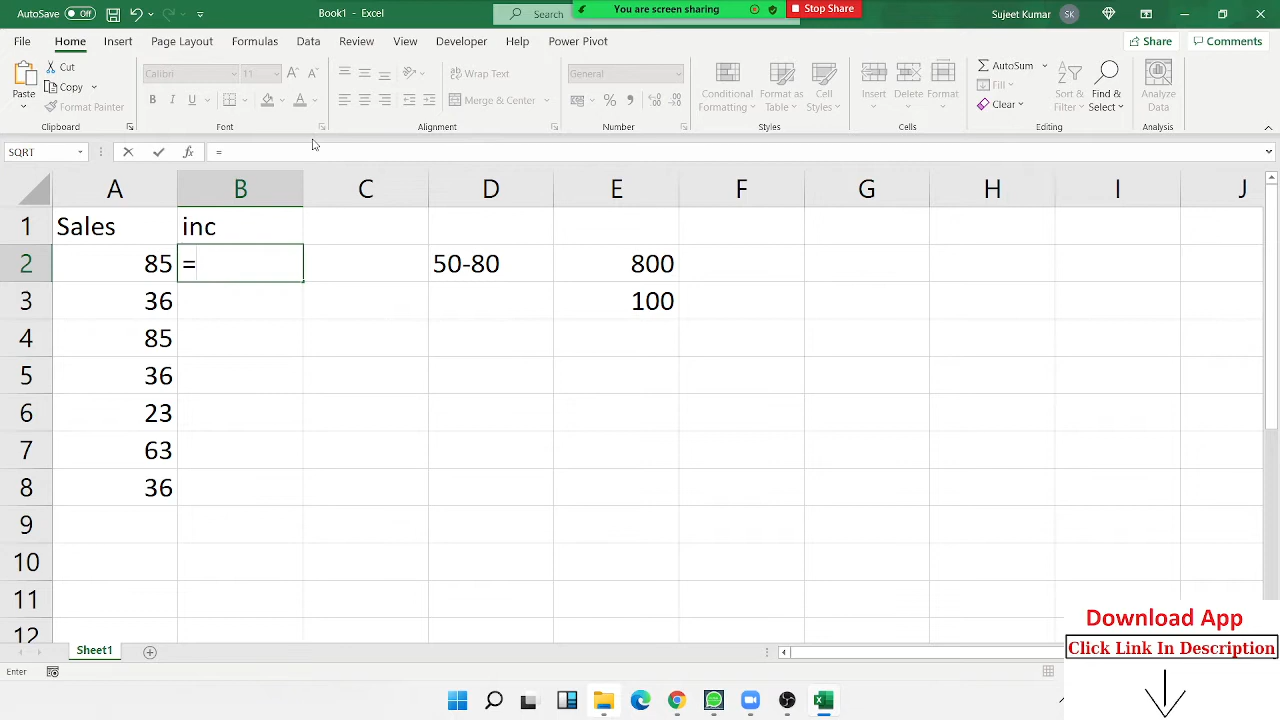 AutoSave Off Book1 - Excel Search You are screen sharing Stop Share Sujeet Kumar SK
File Home Insert Page Layout Formulas Data Review View Developer Help Power Pivot Share Comments
Paste Cut Copy Format Painter
Calibri 11
B I U A
Wrap Text
Merge & Center
General
% ,
Conditional Formatting Format as Table Cell Styles
Insert Delete Format
AutoSum Fill Clear
Sort & Filter Find & Select
Analyze Data
Clipboard Font Alignment Number Styles Cells Editing Analysis
SQRT fx =
A B C D E F G H I J
1 Sales inc
2 85 = 50-80 800
3 36 100
4 85
5 36
6 23
7 63
8 36
9
10
11
12
Download App
Click Link In Description
Sheet1
Enter